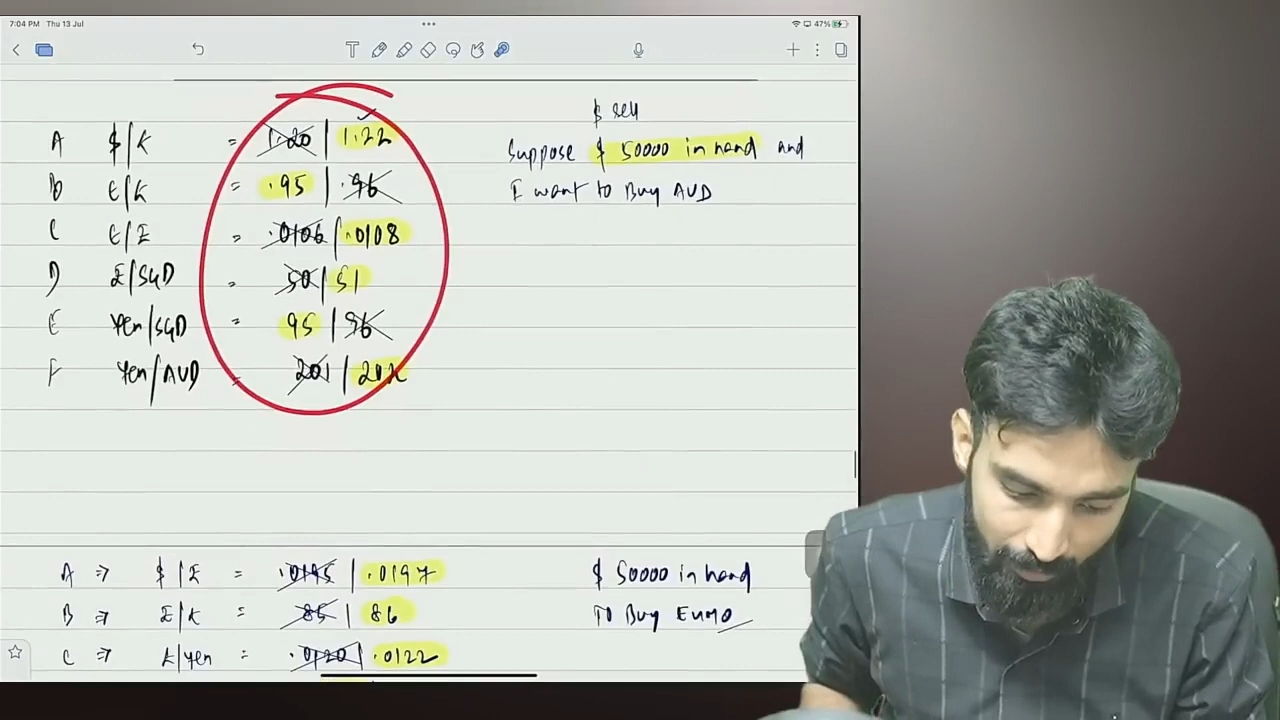 7:04 PM Thu 13 Jul
47%
$ sell
A $/K = 1.20 | 1.22
Suppose $ 50000 in hand and
B €/K = .95 | .96
I want to Buy AUD
C €/I = .0106 | .0108
D I/SGD = 50 | 51
E Yen/SGD = 95 | 96
F Yen/AUD = 201 | 202
A ⇒ $/I = .0195 | .0197
$ 50000 in hand
B ⇒ I/K = 85 | 86
To Buy EURO
C ⇒ K/Yen = .0120 | .0122